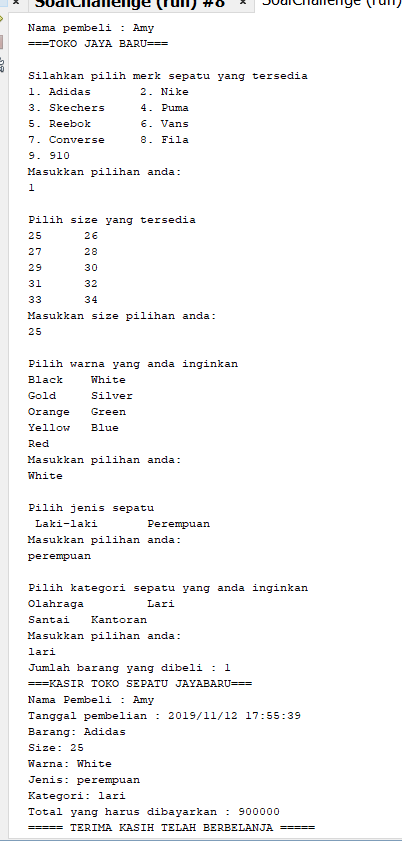 SoalChallenge (run) #8 × SoalChallenge (run)
Nama pembeli : Amy
===TOKO JAYA BARU===
Silahkan pilih merk sepatu yang tersedia
1. Adidas 2. Nike
3. Skechers 4. Puma
5. Reebok 6. Vans
7. Converse 8. Fila
9. 910
Masukkan pilihan anda:
1
Pilih size yang tersedia
25 26
27 28
29 30
31 32
33 34
Masukkan size pilihan anda:
25
Pilih warna yang anda inginkan
Black White
Gold Silver
Orange Green
Yellow Blue
Red
Masukkan pilihan anda:
White
Pilih jenis sepatu
Laki-laki Perempuan
Masukkan pilihan anda:
perempuan
Pilih kategori sepatu yang anda inginkan
Olahraga Lari
Santai Kantoran
Masukkan pilihan anda:
lari
Jumlah barang yang dibeli : 1
===KASIR TOKO SEPATU JAYABARU===
Nama Pembeli : Amy
Tanggal pembelian : 2019/11/12 17:55:39
Barang: Adidas
Size: 25
Warna: White
Jenis: perempuan
Kategori: lari
Total yang harus dibayarkan : 900000
===== TERIMA KASIH TELAH BERBELANJA =====